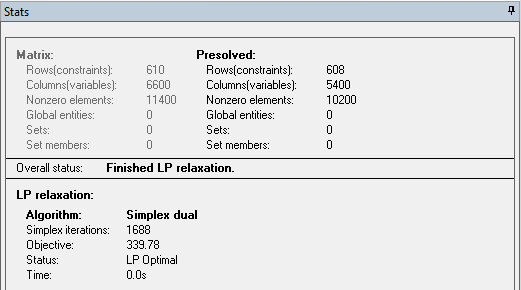 Stats
Matrix: Presolved:
Rows(constraints): 610 Rows(constraints): 608
Columns(variables): 6600 Columns(variables): 5400
Nonzero elements: 11400 Nonzero elements: 10200
Global entities: 0 Global entities: 0
Sets: 0 Sets: 0
Set members: 0 Set members: 0
Overall status: Finished LP relaxation.
LP relaxation:
Algorithm: Simplex dual
Simplex iterations: 1688
Objective: 339.78
Status: LP Optimal
Time: 0.0s